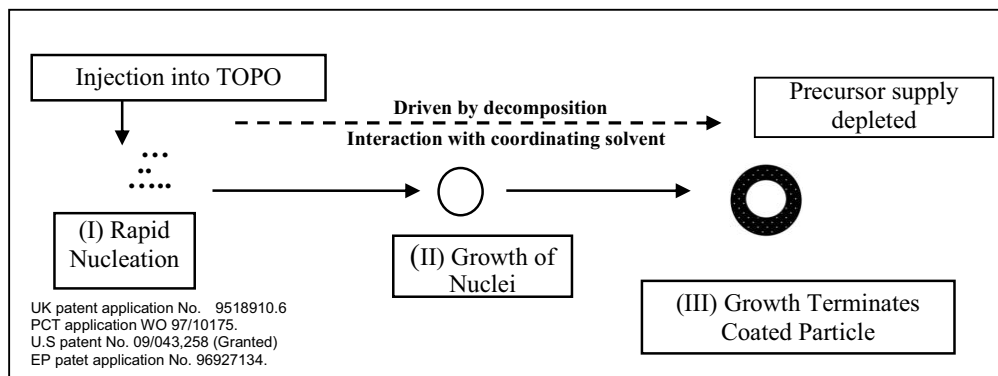 Injection into TOPO
Driven by decomposition
Interaction with coordinating solvent
Precursor supply
depleted
(I) Rapid
Nucleation
(II) Growth of
Nuclei
(III) Growth Terminates
Coated Particle
UK patent application No. 9518910.6
PCT application WO 97/10175.
U.S patent No. 09/043,258 (Granted)
EP patet application No. 96927134.